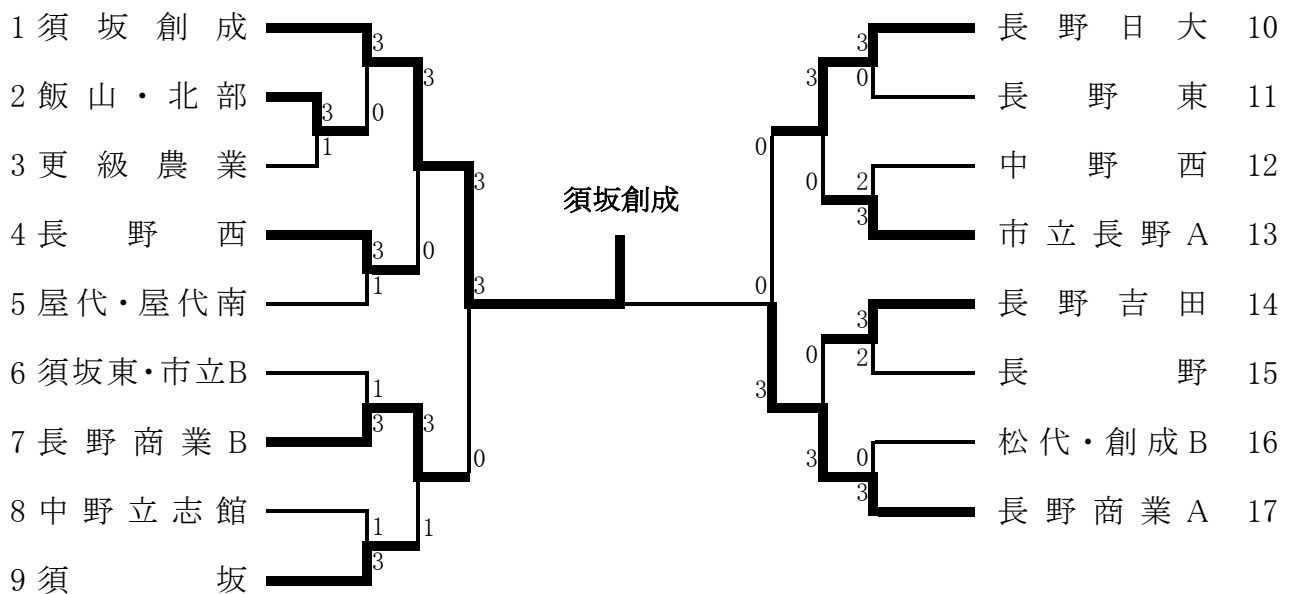 1 須坂創成
2 飯山・北部
3 更級農業
4 長野西
5 屋代・屋代南
6 須坂東・市立B
7 長野商業B
8 中野立志館
9 須坂
3
3
3
0
1
3
3
0
1
3
1
3
3
0
1
1
3
須坂創成
長野日大 10
長野東 11
中野西 12
市立長野A 13
長野吉田 14
長野 15
松代・創成B 16
長野商業A 17
3
3
0
0
0
2
3
0
3
0
2
3
3
0
3